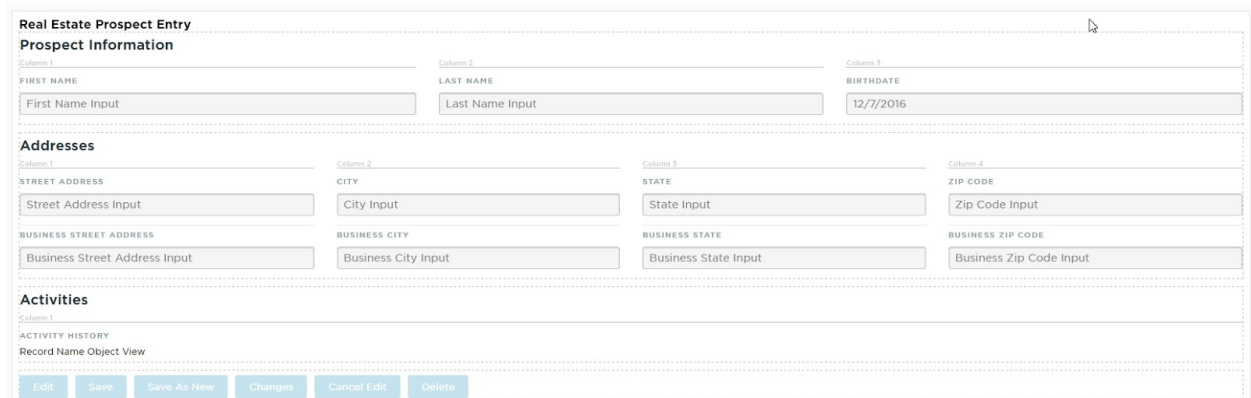 Real Estate Prospect Entry
Prospect Information
Column 1 Column 2 Column 3
FIRST NAME LAST NAME BIRTHDATE
First Name Input Last Name Input 12/7/2016
Addresses
Column 1 Column 2 Column 3 Column 4
STREET ADDRESS CITY STATE ZIP CODE
Street Address Input City Input State Input Zip Code Input
BUSINESS STREET ADDRESS BUSINESS CITY BUSINESS STATE BUSINESS ZIP CODE
Business Street Address Input Business City Input Business State Input Business Zip Code Input
Activities
Column 1
ACTIVITY HISTORY
Record Name Object View
Edit Save Save As New Changes Cancel Edit Delete